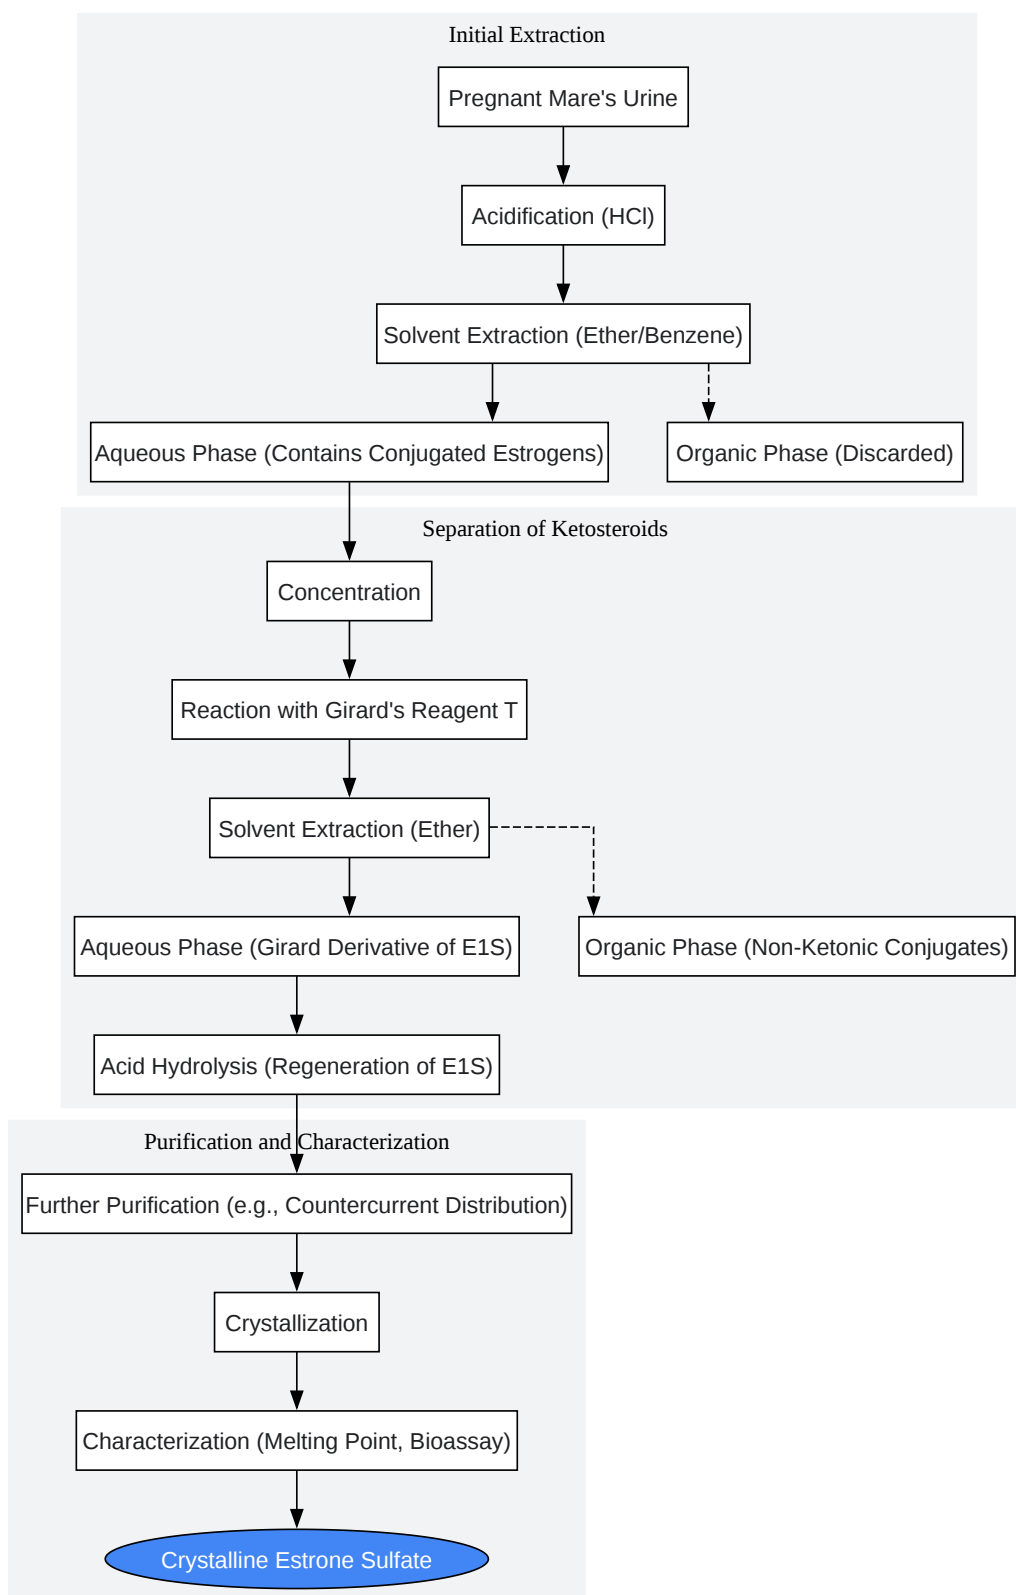 Initial Extraction
Pregnant Mare's Urine
Acidification (HCl)
Solvent Extraction (Ether/Benzene)
Aqueous Phase (Contains Conjugated Estrogens)
Organic Phase (Discarded)
Separation of Ketosteroids
Concentration
Reaction with Girard's Reagent T
Solvent Extraction (Ether)
Aqueous Phase (Girard Derivative of E1S)
Organic Phase (Non-Ketonic Conjugates)
Acid Hydrolysis (Regeneration of E1S)
Purification and Characterization
Further Purification (e.g., Countercurrent Distribution)
Crystallization
Characterization (Melting Point, Bioassay)
Crystalline Estrone Sulfate